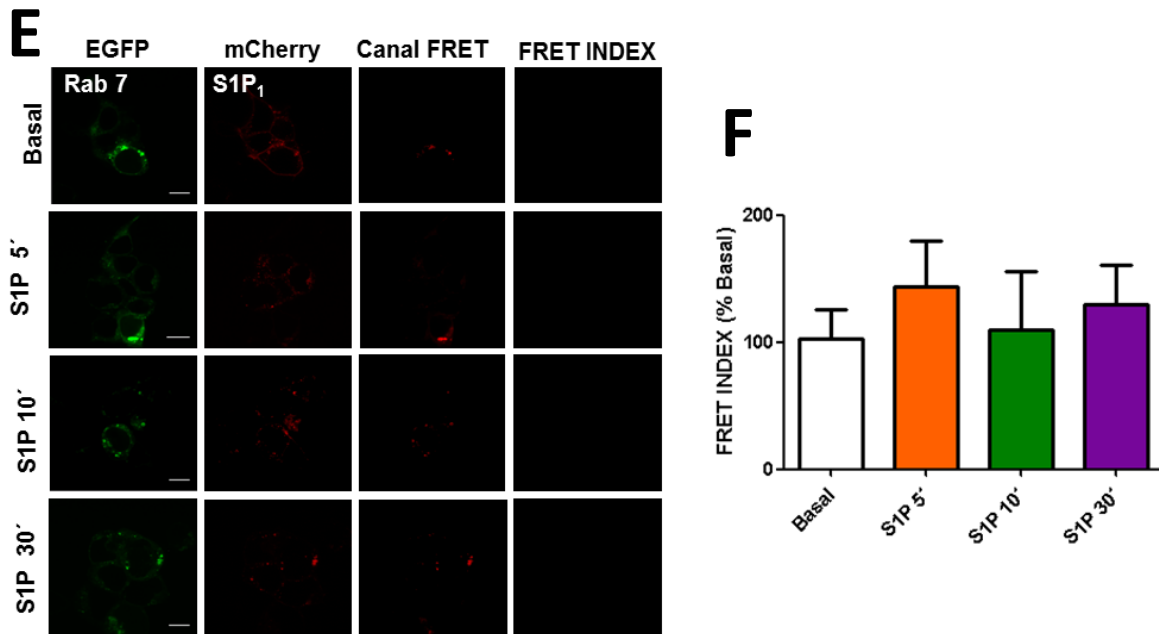 E
EGFP mCherry Canal FRET FRET INDEX
Rab 7 S1P₁
Basal
S1P 5´
S1P 10´
S1P 30´
F
FRET INDEX (% Basal)
200
100
0
Basal
S1P 5'
S1P 10'
S1P 30'